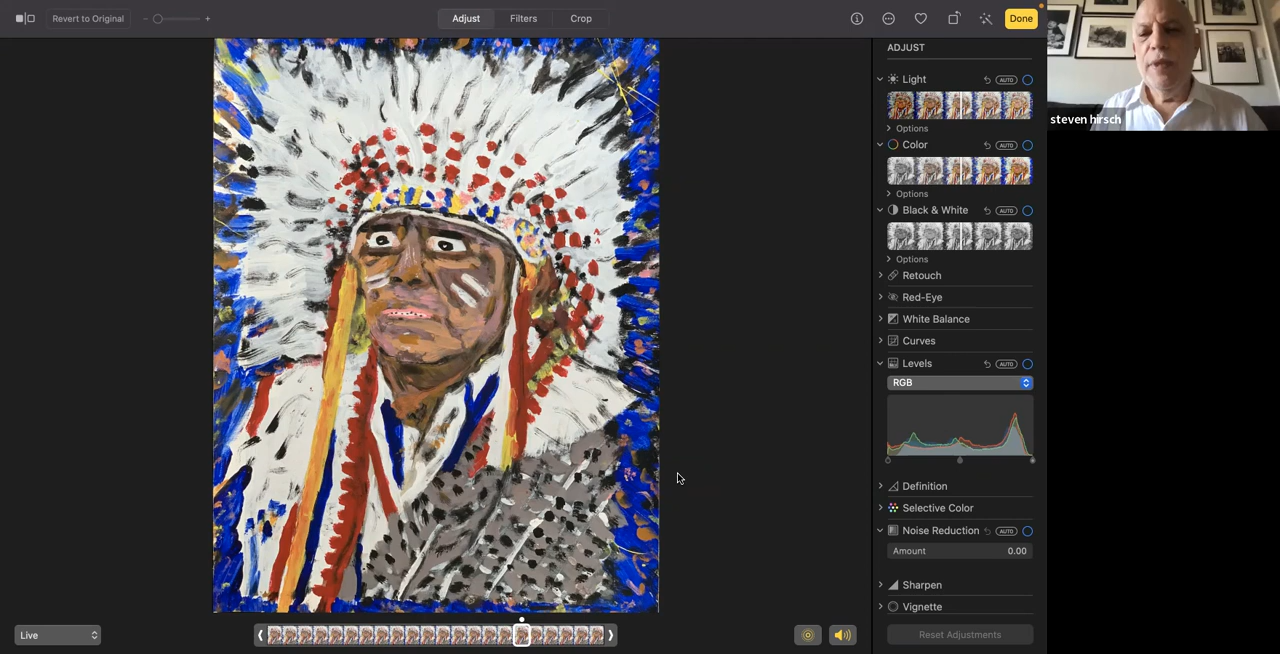 Revert to Original
Adjust
Filters
Crop
Done
ADJUST
Light
AUTO
Options
Color
AUTO
Options
Black & White
AUTO
Options
Retouch
Red-Eye
White Balance
Curves
Levels
AUTO
RGB
Definition
Selective Color
Noise Reduction
AUTO
Amount 0.00
Sharpen
Vignette
Reset Adjustments
Live
steven hirsch